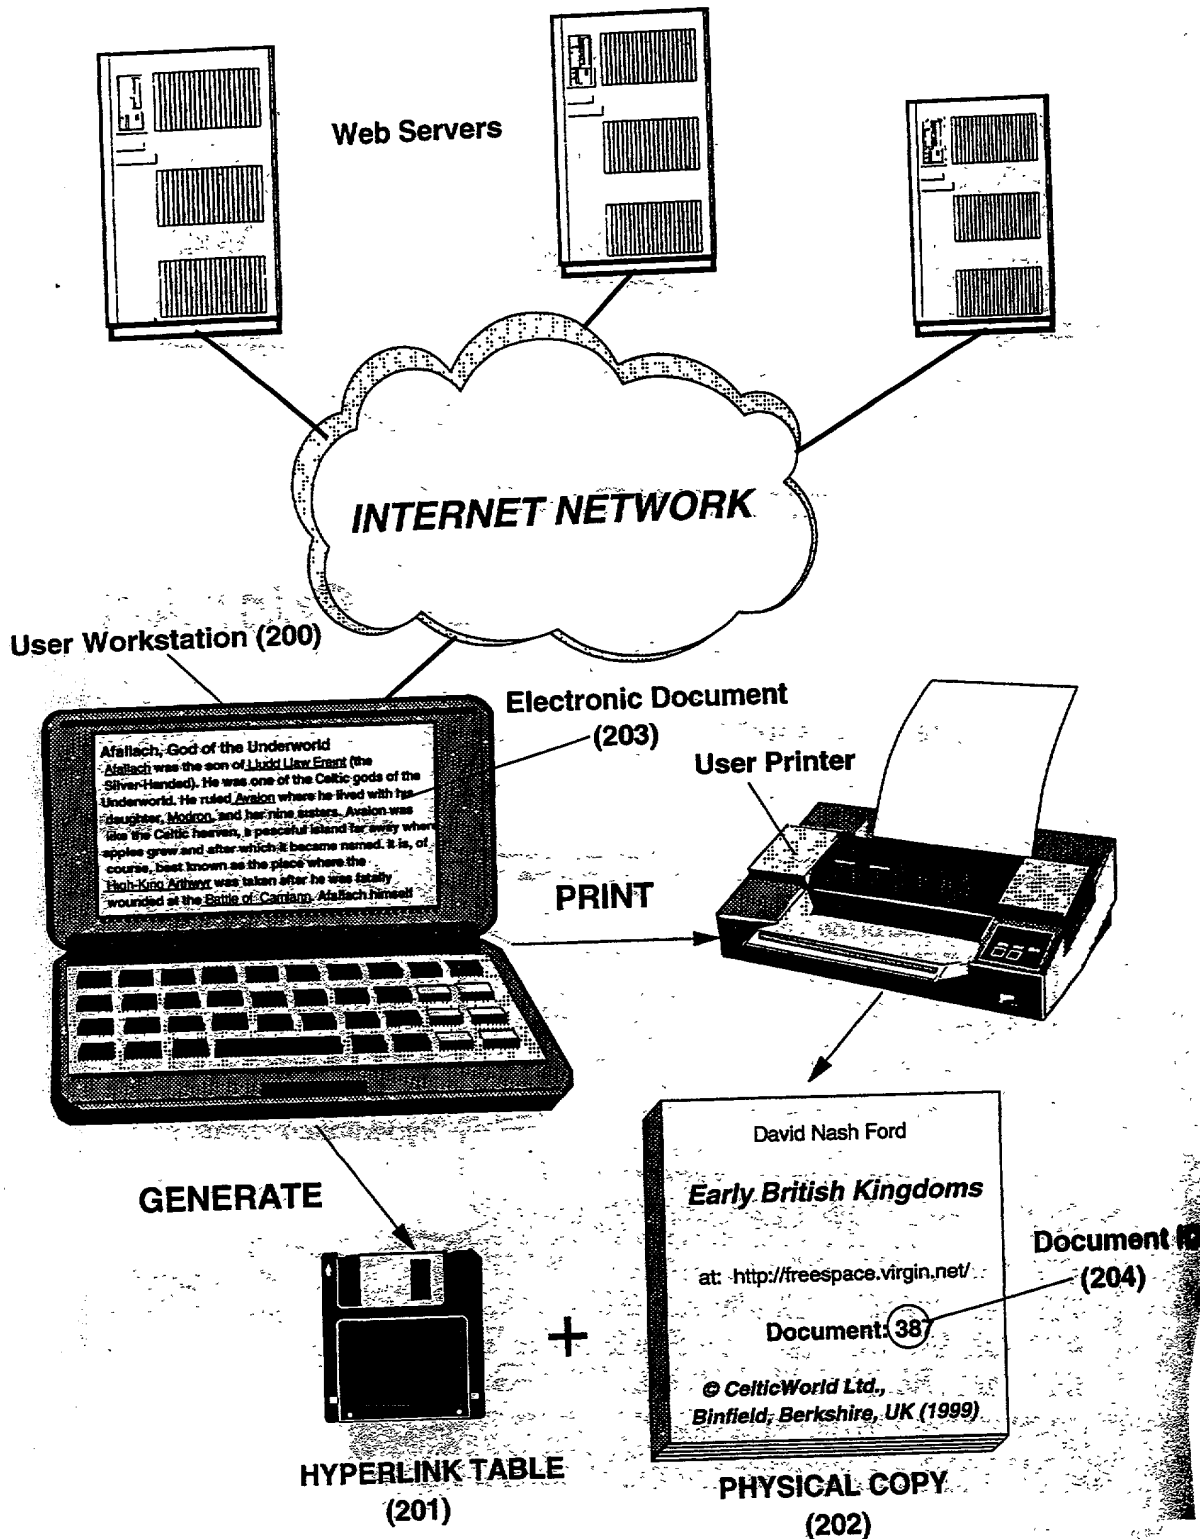 Web Servers
INTERNET NETWORK
User Workstation (200)
Electronic Document
(203)
User Printer
Afallach, God of the Underworld
Afallach was the son of Lludd Llaw Ereint (the
Silver-Handed). He was one of the Celtic gods of the
Underworld. He ruled Avalon where he lived with his
daughter, Modron, and her nine sisters. Avalon was
like the Celtic heaven, a peaceful island far away where
apples grew and after which it became named. It is, of
course, best known as the place where the
High-King Arthwyr was taken after he was fatally
wounded at the Battle of Camlann. Afallach himself
PRINT
GENERATE
David Nash Ford
Early British Kingdoms
at: http://freespace.virgin.net/
Document: 38
© CelticWorld Ltd.,
Binfield, Berkshire, UK (1999)
Document
(204)
+
HYPERLINK TABLE
(201)
PHYSICAL COPY
(202)